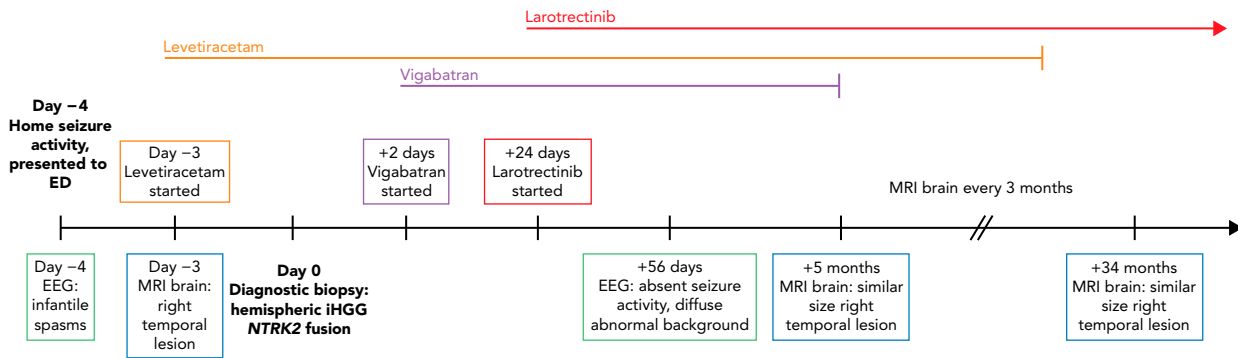 Larotrectinib
Levetiracetam
Vigabatran
Day −4
Home seizure
activity,
presented to
ED
Day −3
Levetiracetam
started
+2 days
Vigabatran
started
+24 days
Larotrectinib
started
MRI brain every 3 months
Day −4
EEG:
infantile
spasms
Day −3
MRI brain:
right
temporal
lesion
Day 0
Diagnostic biopsy:
hemispheric iHGG
NTRK2 fusion
+56 days
EEG: absent seizure
activity, diffuse
abnormal background
+5 months
MRI brain: similar
size right
temporal lesion
+34 months
MRI brain: similar
size right
temporal lesion